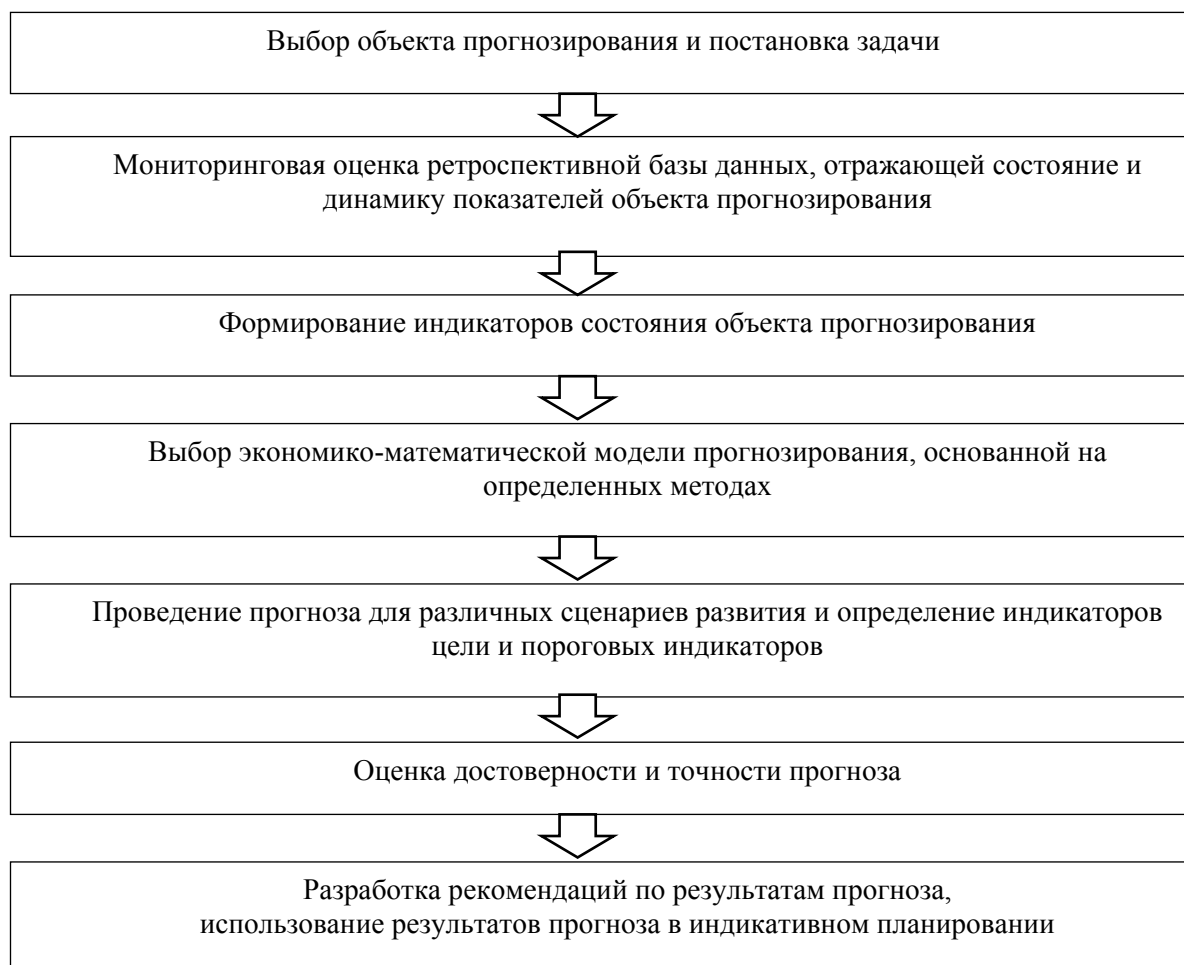 Выбор объекта прогнозирования и постановка задачи
Мониторинговая оценка ретроспективной базы данных, отражающей состояние и
динамику показателей объекта прогнозирования
Формирование индикаторов состояния объекта прогнозирования
Выбор экономико-математической модели прогнозирования, основанной на
определенных методах
Проведение прогноза для различных сценариев развития и определение индикаторов
цели и пороговых индикаторов
Оценка достоверности и точности прогноза
Разработка рекомендаций по результатам прогноза,
использование результатов прогноза в индикативном планировании